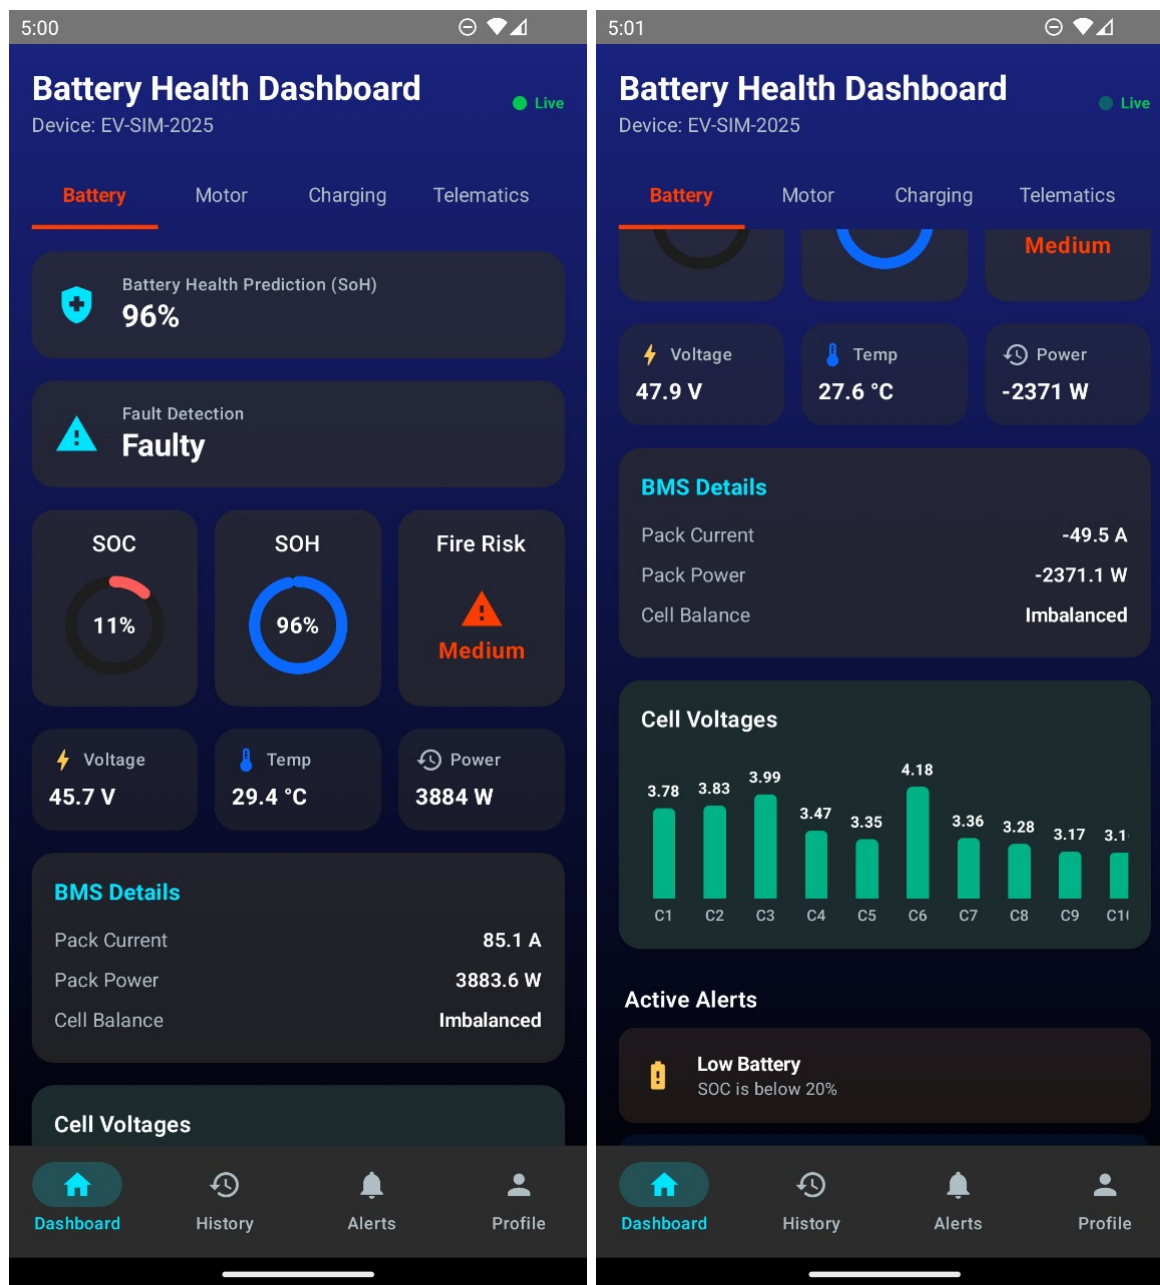 5:00
Battery Health Dashboard
Device: EV-SIM-2025
Live
Battery Motor Charging Telematics
Battery Health Prediction (SoH)
96%
Fault Detection
Faulty
SOC SOH Fire Risk
11% 96%
Medium
Voltage Temp Power
45.7 V 29.4 °C 3884 W
BMS Details
Pack Current 85.1 A
Pack Power 3883.6 W
Cell Balance Imbalanced
Cell Voltages
Dashboard History Alerts Profile
5:01
Battery Health Dashboard
Device: EV-SIM-2025
Live
Battery Motor Charging Telematics
Medium
Voltage Temp Power
47.9 V 27.6 °C -2371 W
BMS Details
Pack Current -49.5 A
Pack Power -2371.1 W
Cell Balance Imbalanced
Cell Voltages
3.78 3.83 3.99 3.47 3.35 4.18 3.36 3.28 3.17
C1 C2 C3 C4 C5 C6 C7 C8 C9
Active Alerts
Low Battery
SOC is below 20%
Dashboard History Alerts Profile